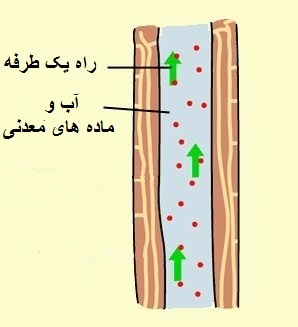 راه یک طرفه
آب و
ماده های معدنی